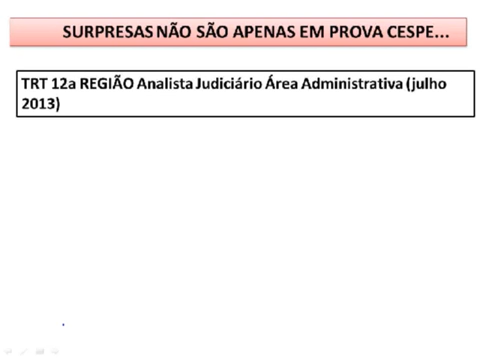 SURPRESAS NÃO SÃO APENAS EM PROVA CESPE...
TRT 12a REGIÃO Analista Judiciário Área Administrativa (julho
2013)